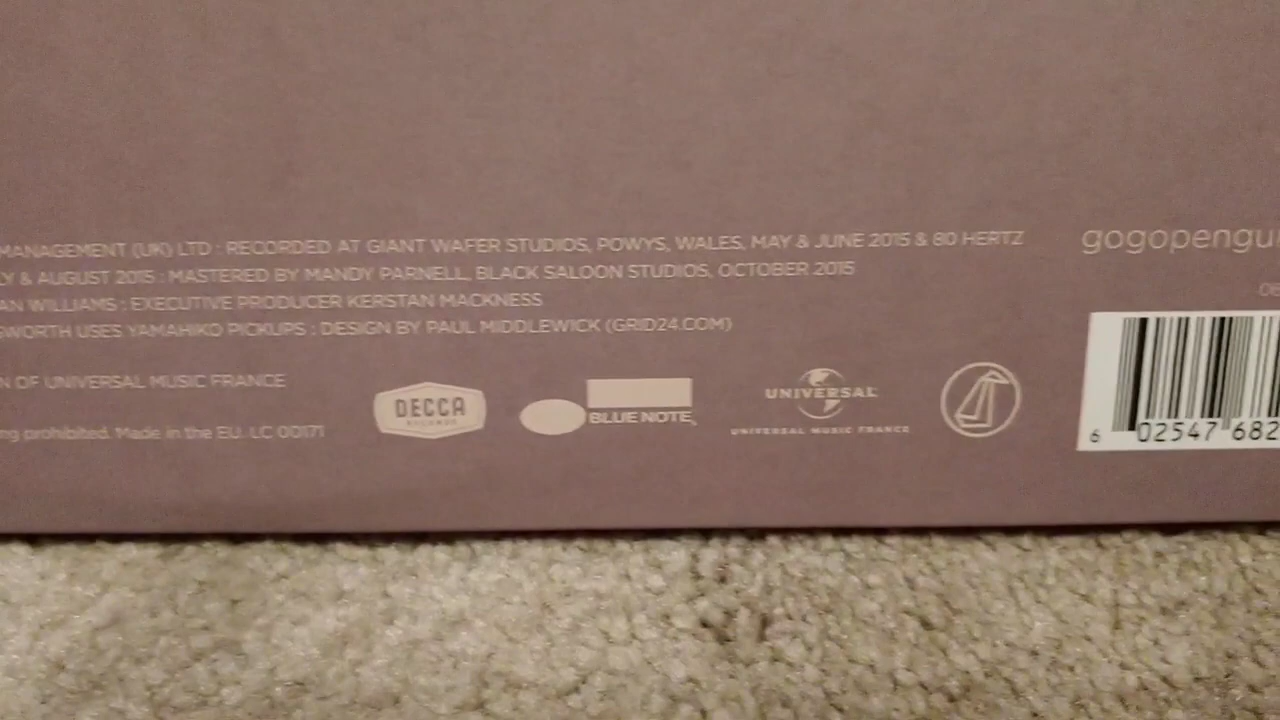 MANAGEMENT (UK) LTD : RECORDED AT GIANT WAFER STUDIOS, POWYS, WALES, MAY & JUNE 2015 & 80 HERTZ
LY & AUGUST 2015 : MASTERED BY MANDY PARNELL, BLACK SALOON STUDIOS, OCTOBER 2015
AN WILLIAMS : EXECUTIVE PRODUCER KERSTAN MACKNESS
GWORTH USES YAMAHIKO PICKUPS : DESIGN BY PAUL MIDDLEWICK (GRID24.COM)
N OF UNIVERSAL MUSIC FRANCE
ng prohibited. Made in the EU. LC 00171
DECCA
RECORDS
BLUE NOTE
UNIVERSAL
UNIVERSAL MUSIC FRANCE
gogopengui
6 02547 682